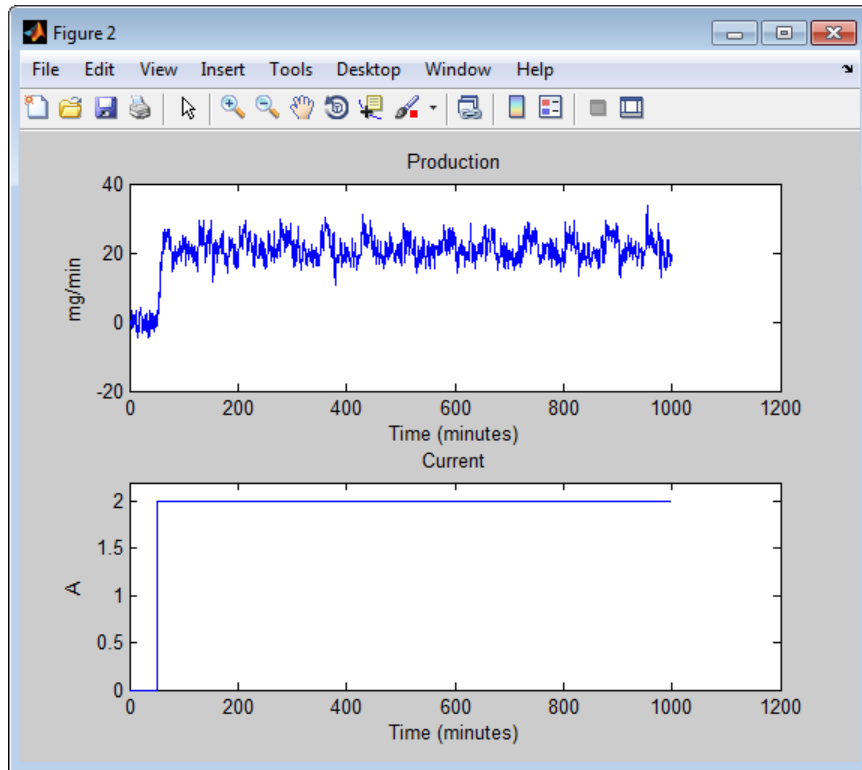 Figure 2
File Edit View Insert Tools Desktop Window Help
Production
40
20
0
-20
mg/min
0 200 400 600 800 1000 1200
Time (minutes)
Current
2
1.5
1
0.5
0
A
0 200 400 600 800 1000 1200
Time (minutes)